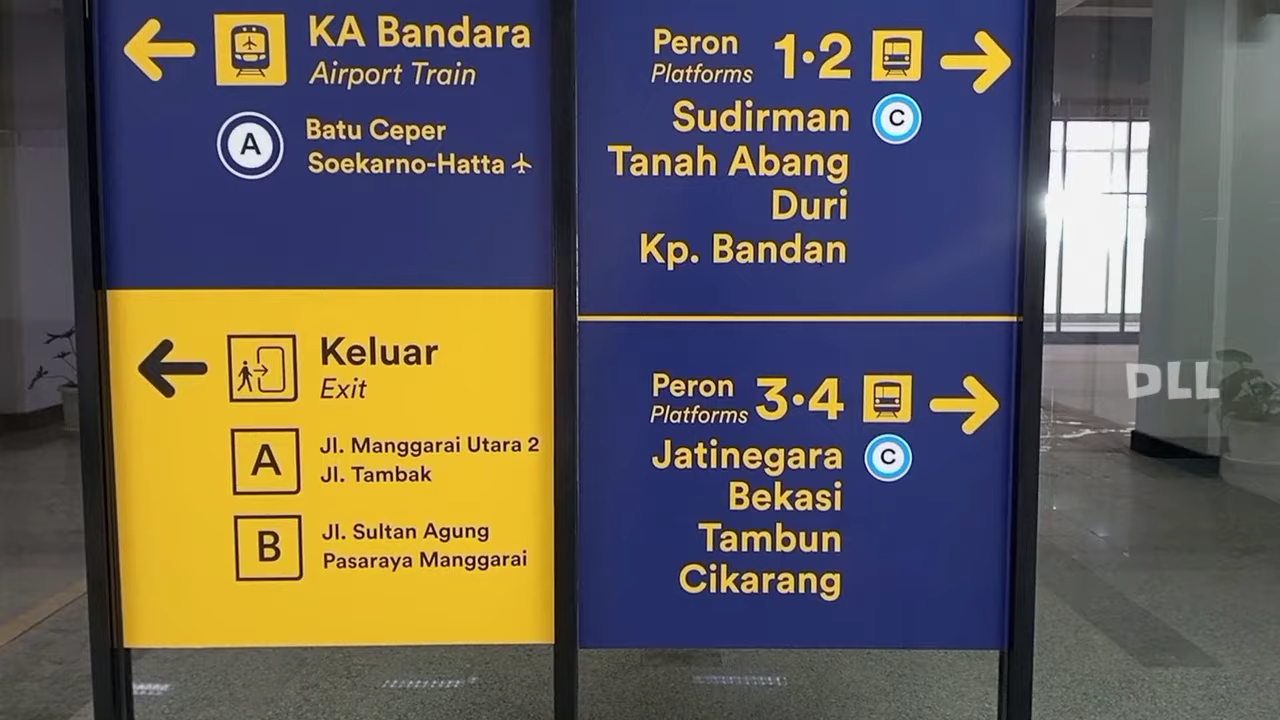 KA Bandara
Airport Train
A
Batu Ceper
Soekarno-Hatta
Keluar
Exit
A
Jl. Manggarai Utara 2
Jl. Tambak
B
Jl. Sultan Agung
Pasaraya Manggarai
Peron 1•2
Platforms
Sudirman C
Tanah Abang
Duri
Kp. Bandan
Peron 3•4
Platforms
Jatinegara C
Bekasi
Tambun
Cikarang
DLL